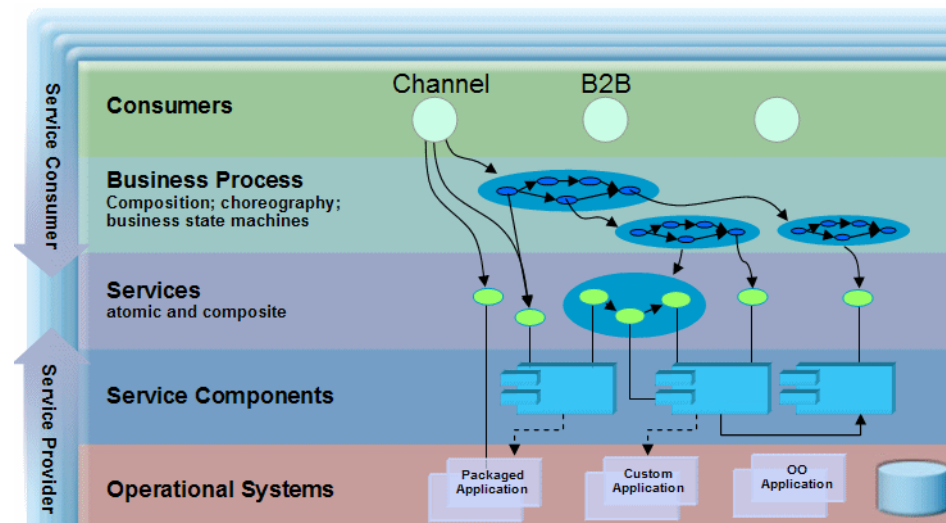 Channel
B2B
Consumers
Service Consumer
Business Process
Composition; choreography;
business state machines
Services
atomic and composite
Service Provider
Service Components
Operational Systems
Packaged
Application
Custom
Application
OO
Application